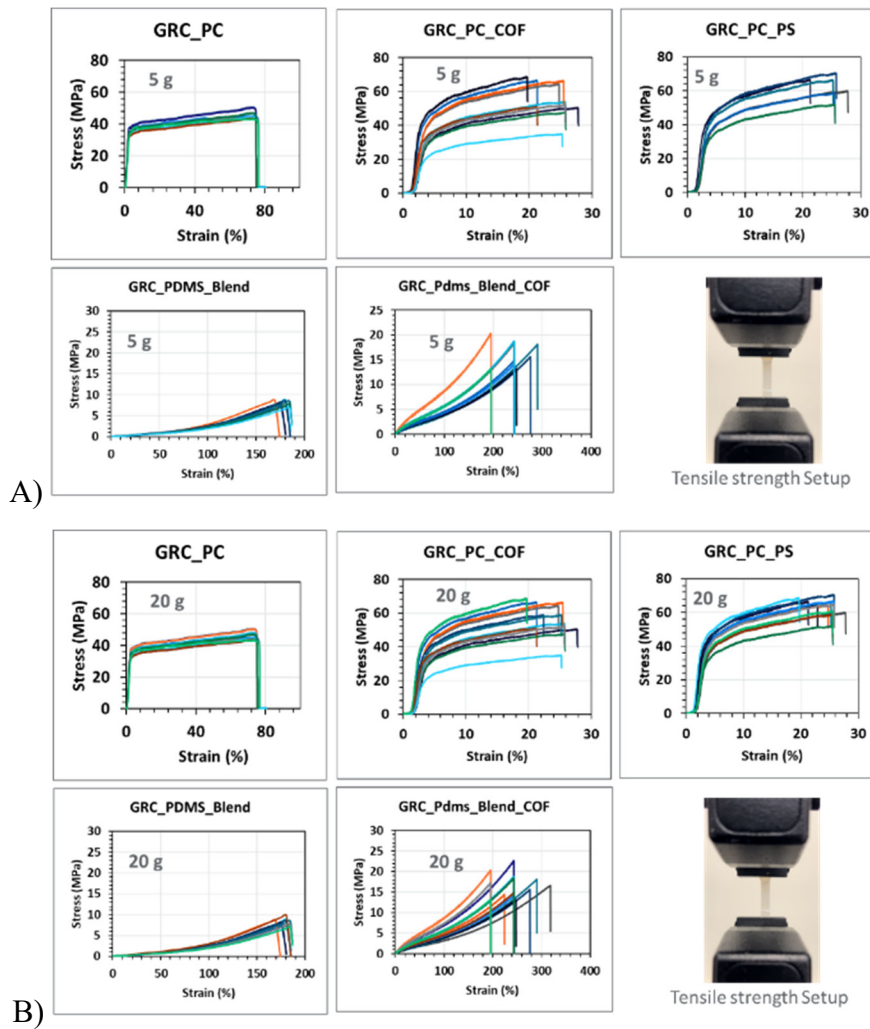 GRC_PC
5 g
Stress (MPa)
80
60
40
20
0
0 40 80
Strain (%)
GRC_PC_COF
5 g
Stress (MPa)
80
60
40
20
0
0 10 20 30
Strain (%)
GRC_PC_PS
5 g
Stress (MPa)
80
60
40
20
0
0 10 20 30
Strain (%)
GRC_PDMS_Blend
5 g
Stress (MPa)
30
25
20
15
10
5
0
0 50 100 150 200
Strain (%)
GRC_Pdms_Blend_COF
5 g
Stress (MPa)
25
20
15
10
5
0
0 100 200 300 400
Strain (%)
Tensile strength Setup
A)
GRC_PC
20 g
Stress (MPa)
80
60
40
20
0
0 40 80
Strain (%)
GRC_PC_COF
20 g
Stress (MPa)
80
60
40
20
0
0 10 20 30
Strain (%)
GRC_PC_PS
20 g
Stress (MPa)
80
60
40
20
0
0 10 20 30
Strain (%)
GRC_PDMS_Blend
20 g
Stress (MPa)
30
25
20
15
10
5
0
0 50 100 150 200
Strain (%)
GRC_Pdms_Blend_COF
20 g
Stress (MPa)
30
25
20
15
10
5
0
0 100 200 300 400
Strain (%)
Tensile strength Setup
B)